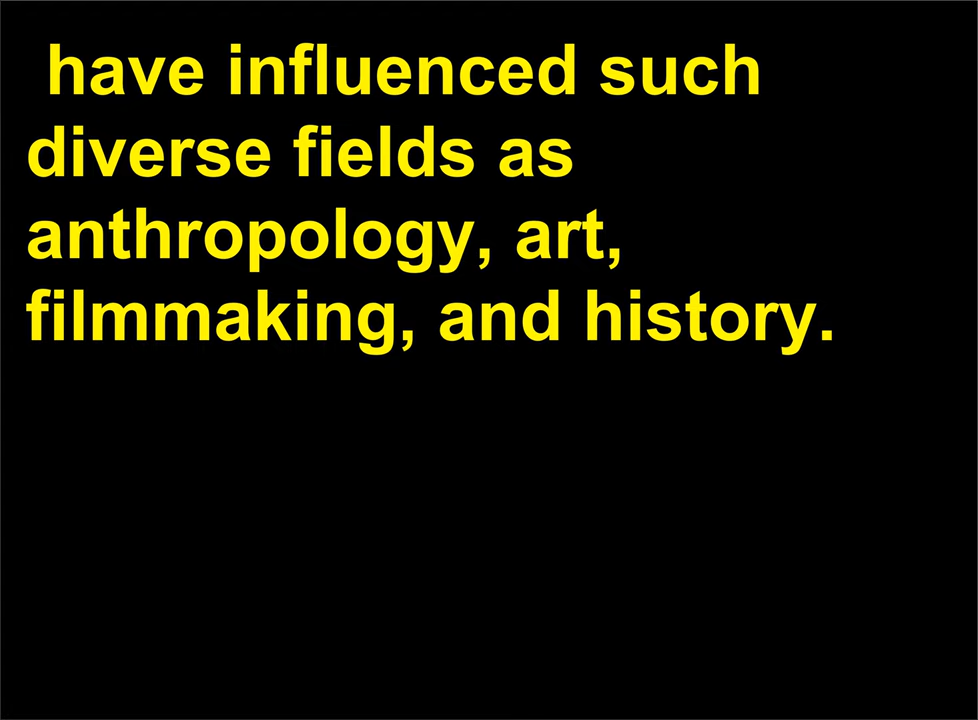 have influenced such
diverse fields as
anthropology, art,
filmmaking, and history.